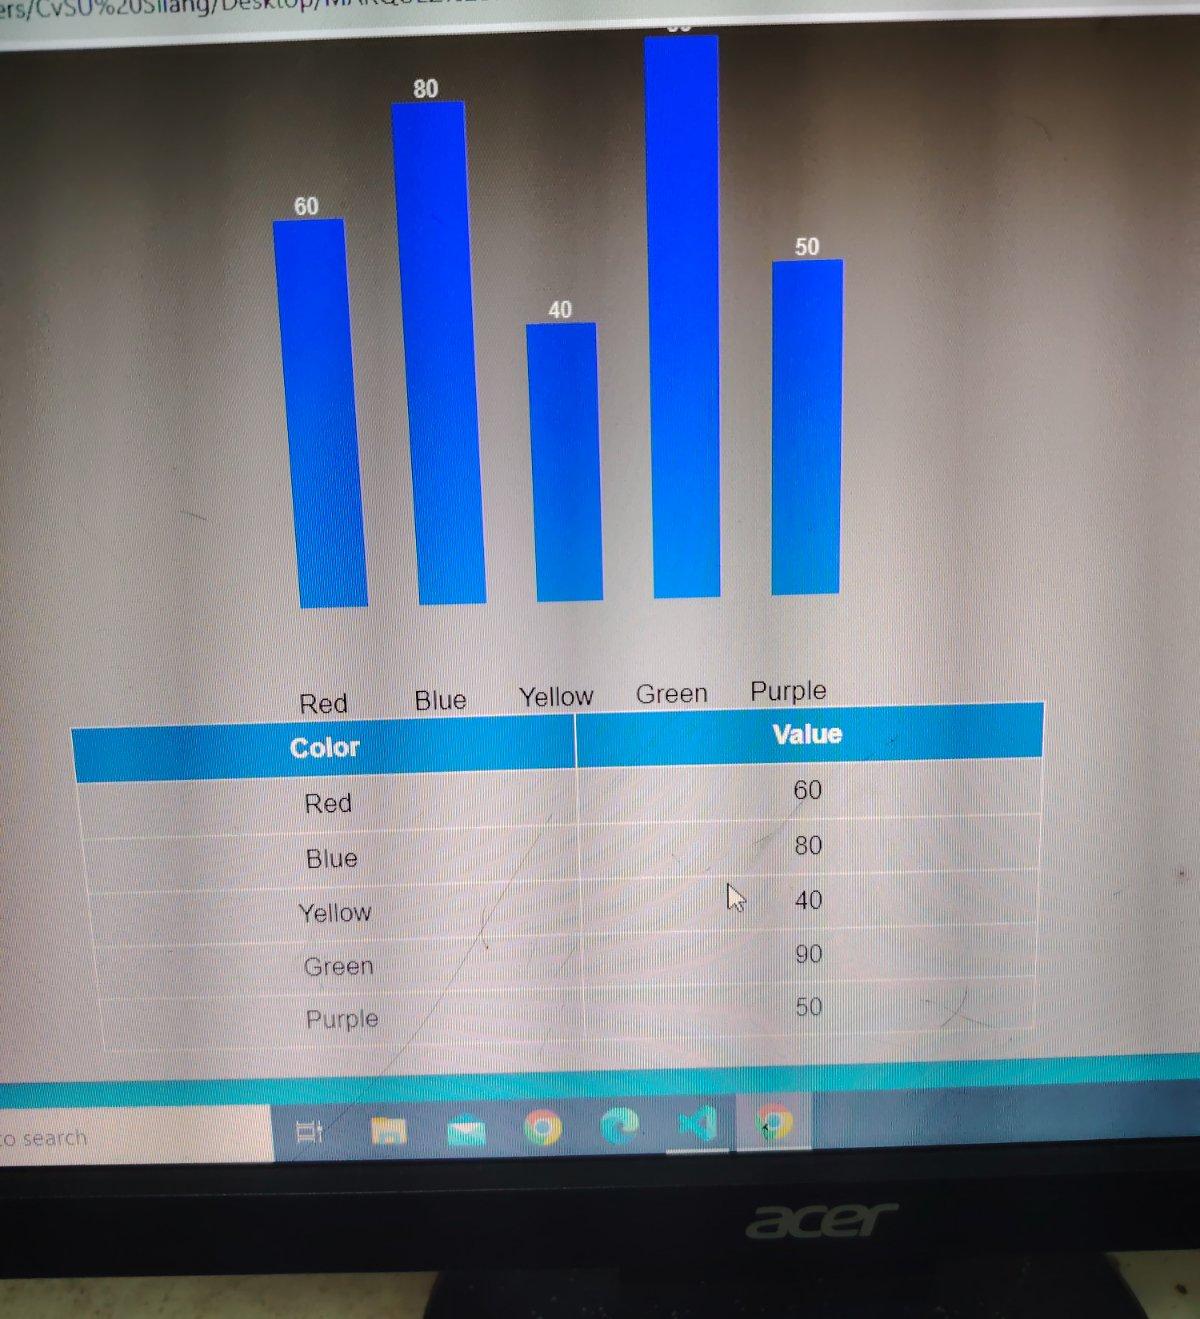 80
60
50
40
Red Blue Yellow Green Purple
Color Value
Red 60
Blue 80
Yellow 40
Green 90
Purple 50
to search
acer